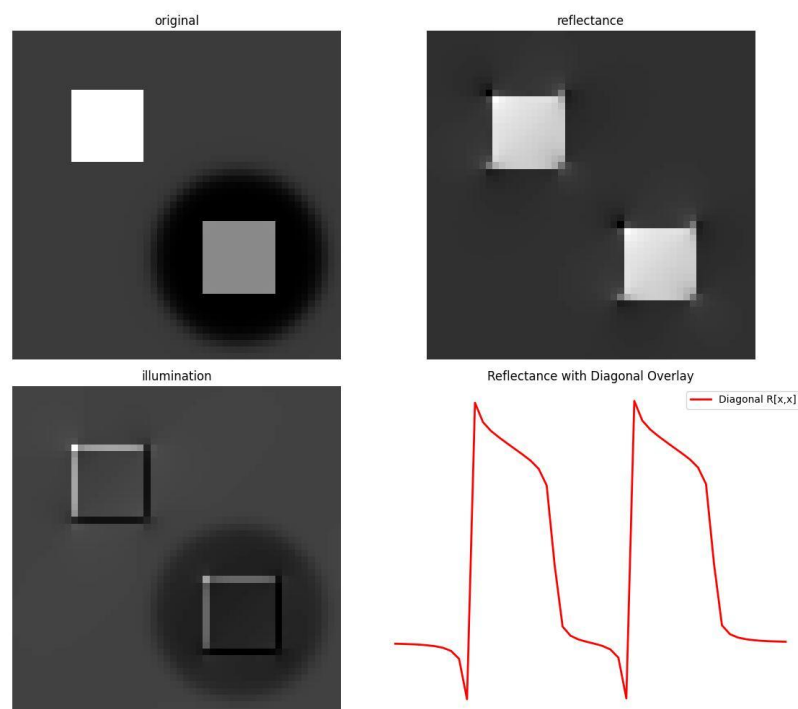 original
reflectance
illumination
Reflectance with Diagonal Overlay
Diagonal R[x,x]